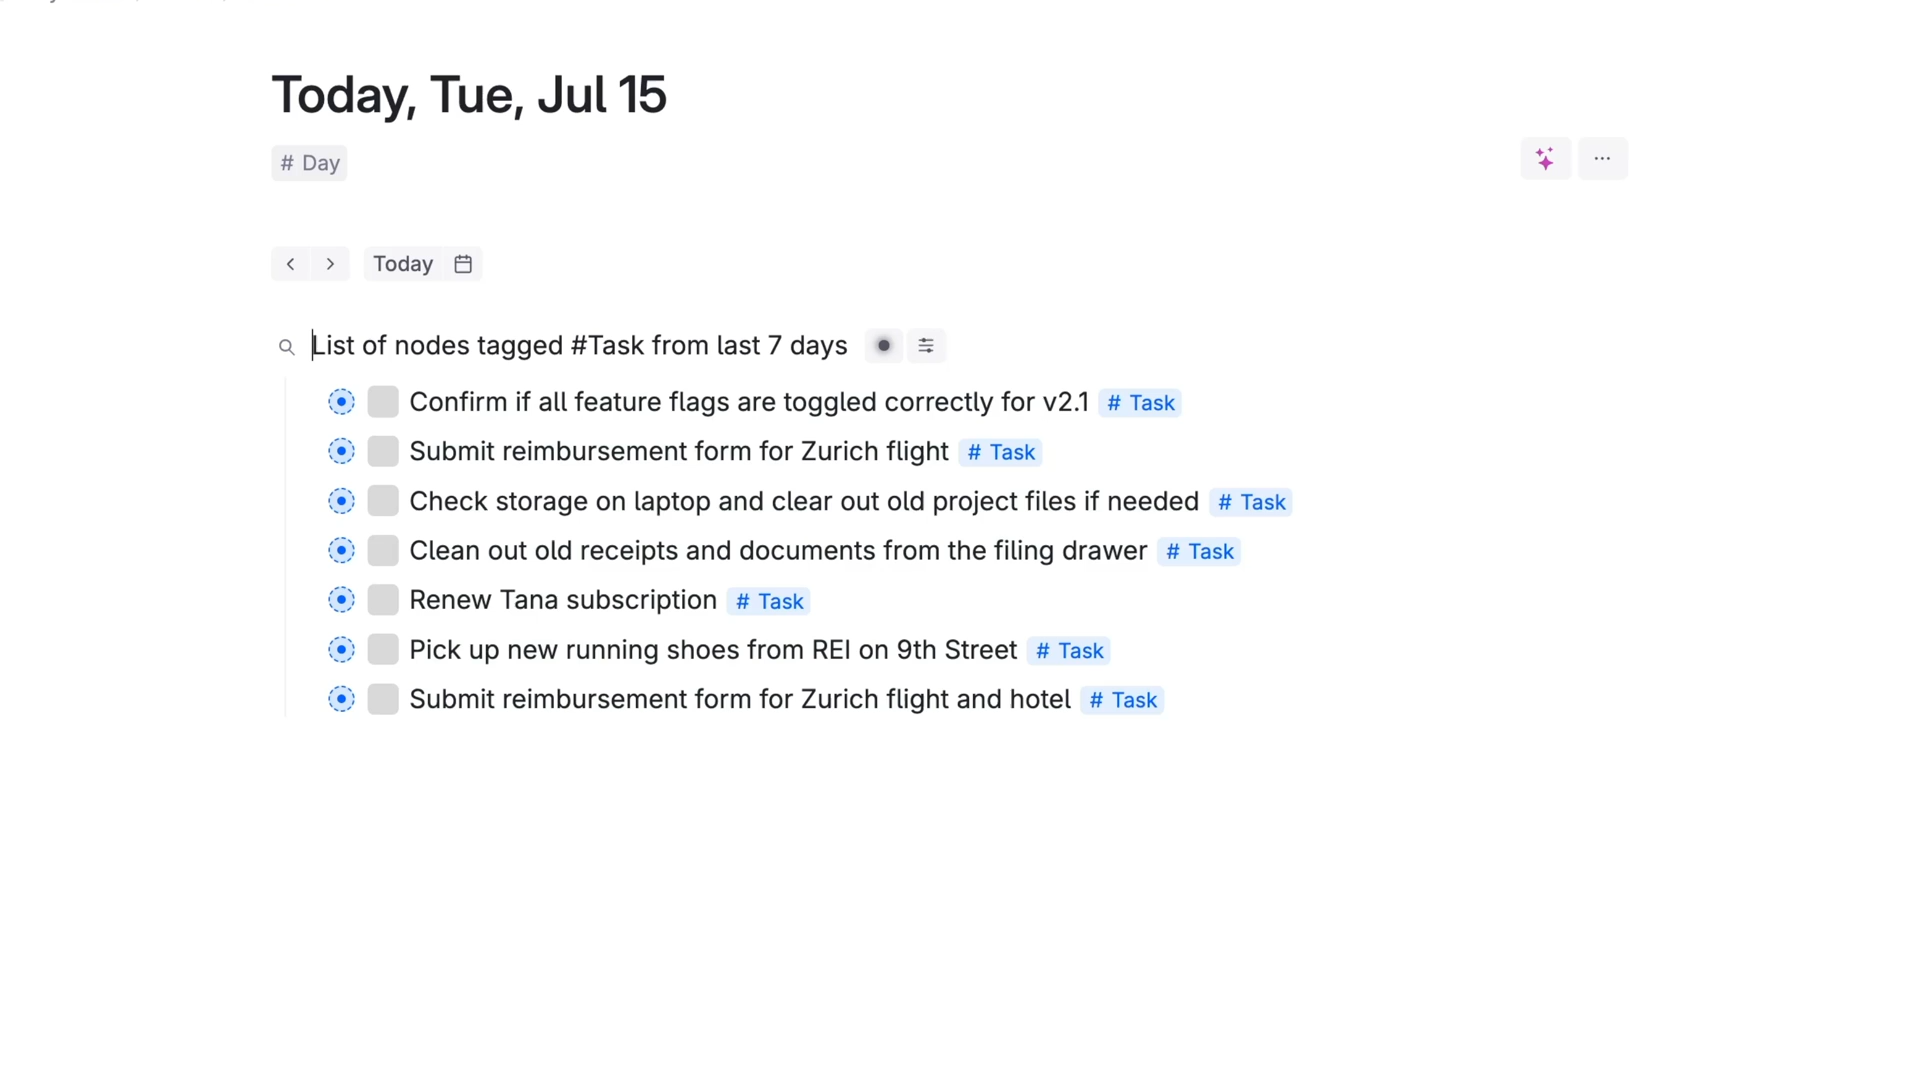 Today, Tue, Jul 15
# Day
Today
List of nodes tagged #Task from last 7 days
Confirm if all feature flags are toggled correctly for v2.1 # Task
Submit reimbursement form for Zurich flight # Task
Check storage on laptop and clear out old project files if needed # Task
Clean out old receipts and documents from the filing drawer # Task
Renew Tana subscription # Task
Pick up new running shoes from REI on 9th Street # Task
Submit reimbursement form for Zurich flight and hotel # Task